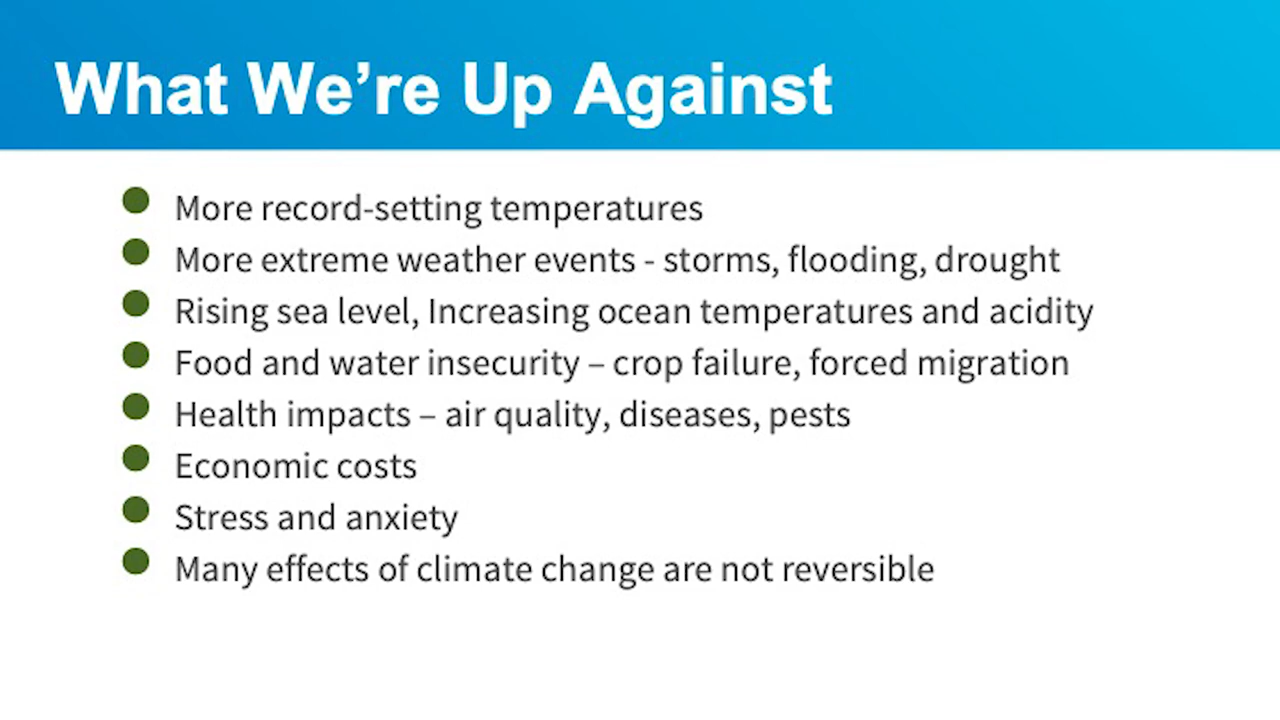 What We’re Up Against
More record-setting temperatures
More extreme weather events - storms, flooding, drought
Rising sea level, Increasing ocean temperatures and acidity
Food and water insecurity – crop failure, forced migration
Health impacts – air quality, diseases, pests
Economic costs
Stress and anxiety
Many effects of climate change are not reversible